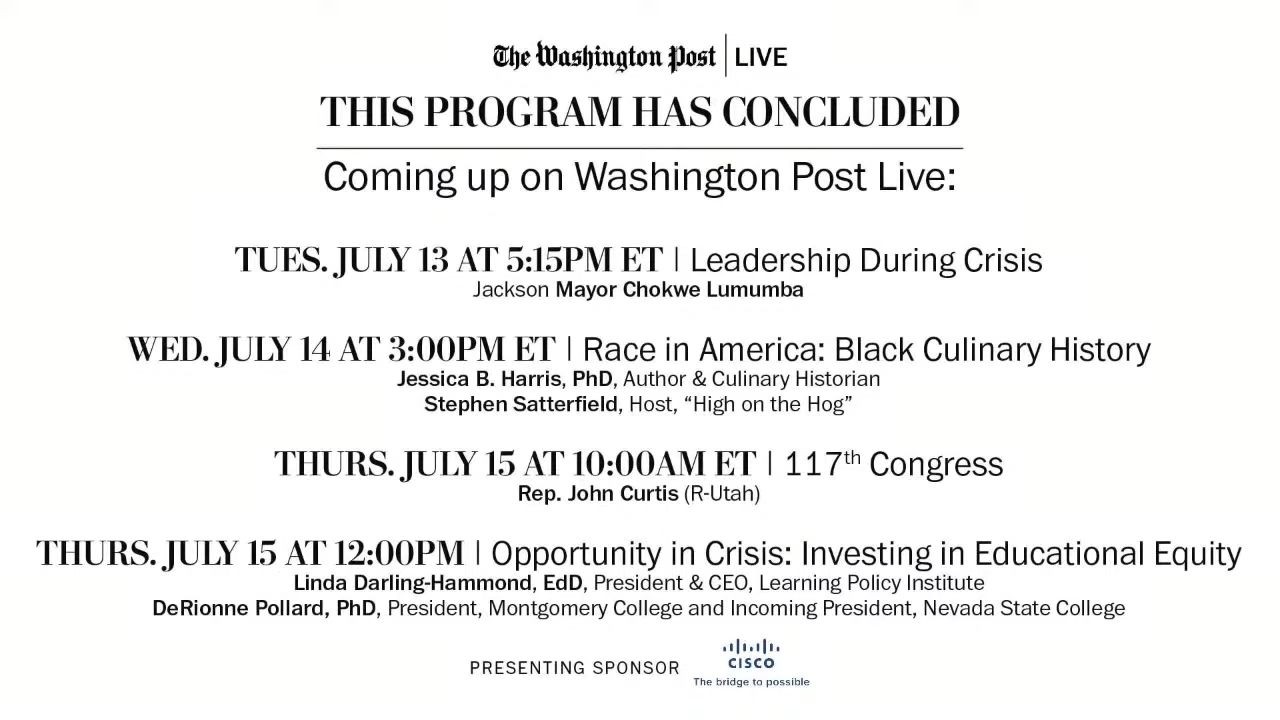 The Washington Post | LIVE
THIS PROGRAM HAS CONCLUDED
Coming up on Washington Post Live:
TUES. JULY 13 AT 5:15PM ET | Leadership During Crisis
Jackson Mayor Chokwe Lumumba
WED. JULY 14 AT 3:00PM ET | Race in America: Black Culinary History
Jessica B. Harris, PhD, Author & Culinary Historian
Stephen Satterfield, Host, “High on the Hog”
THURS. JULY 15 AT 10:00AM ET | 117th Congress
Rep. John Curtis (R-Utah)
THURS. JULY 15 AT 12:00PM | Opportunity in Crisis: Investing in Educational Equity
Linda Darling-Hammond, EdD, President & CEO, Learning Policy Institute
DeRionne Pollard, PhD, President, Montgomery College and Incoming President, Nevada State College
PRESENTING SPONSOR CISCO
The bridge to possible